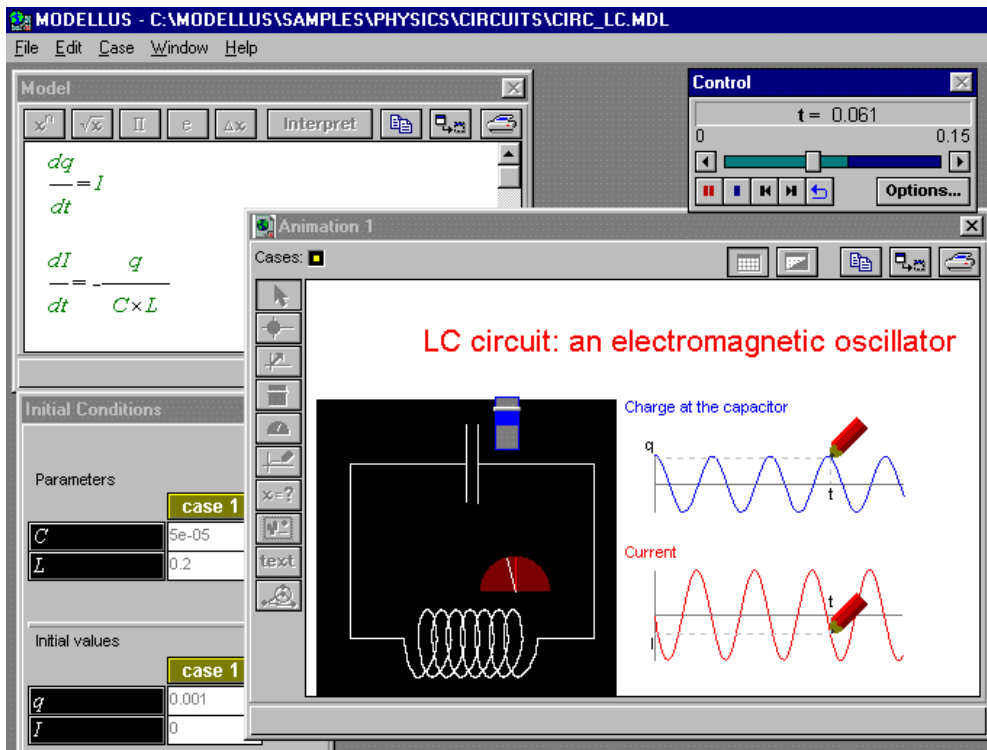 MODELLUS - C:\MODELLUS\SAMPLES\PHYSICS\CIRCUITS\CIRC_LC.MDL
File Edit Case Window Help
Model
xⁿ √x π e Δx Interpret
dq
— = I
dt
dI q
— = - —
dt C×L
Control
t = 0.061
0 0.15
Options...
Animation 1
Cases:
x=?
text
LC circuit: an electromagnetic oscillator
Charge at the capacitor
q
t
Current
t
I
Initial Conditions
Parameters
case 1
C 5e-05
L 0.2
Initial values
case 1
q 0.001
I 0